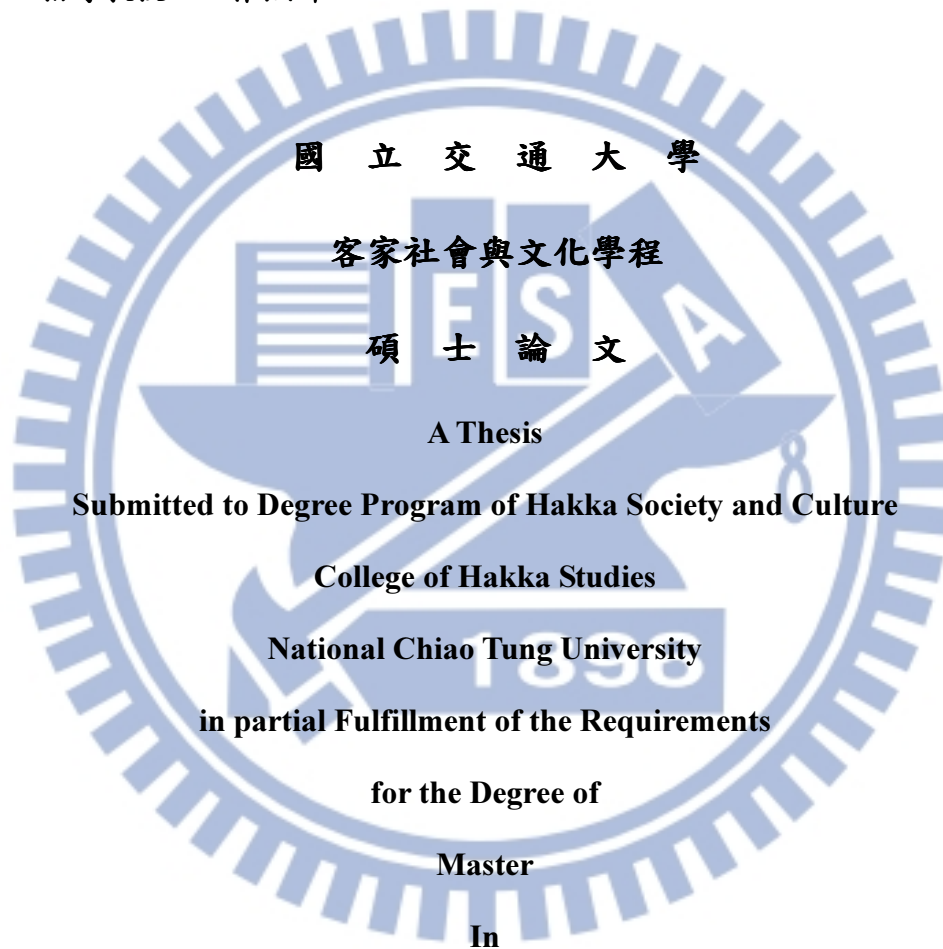 國立交通大學
客家社會與文化學程
碩士論文
A Thesis
Submitted to Degree Program of Hakka Society and Culture
College of Hakka Studies
National Chiao Tung University
1896
in partial Fulfillment of the Requirements
for the Degree of
Master
In
E S A
8